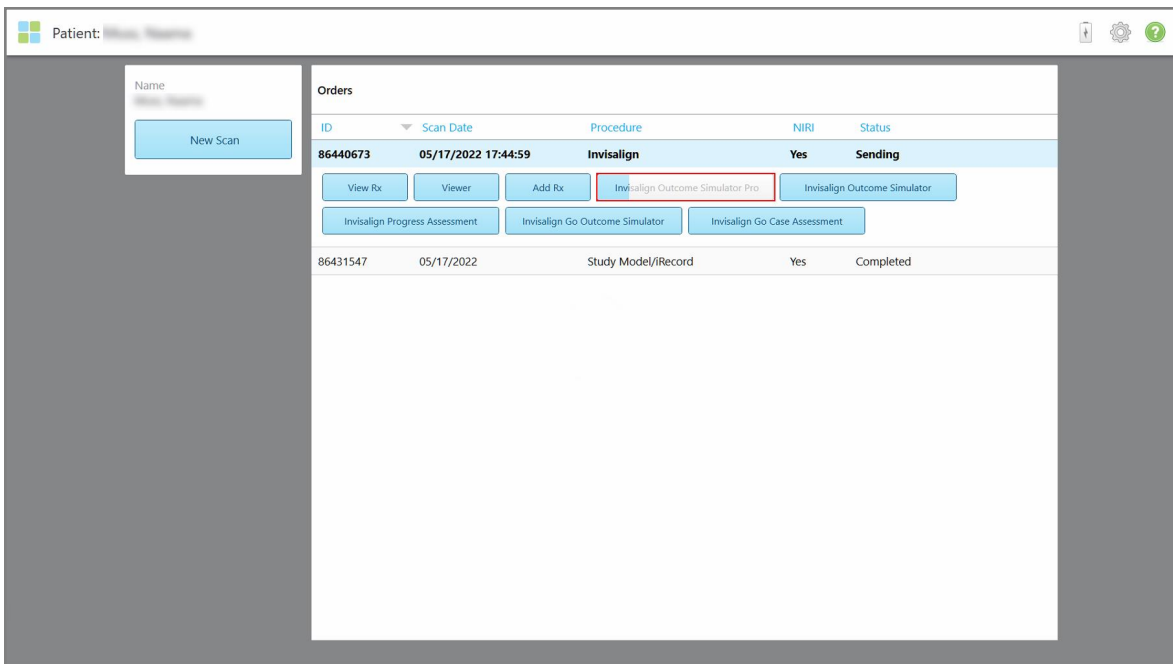 Patient:
Name
New Scan
Orders
ID Scan Date Procedure NIRI Status
86440673 05/17/2022 17:44:59 Invisalign Yes Sending
View Rx Viewer Add Rx Invisalign Outcome Simulator Pro Invisalign Outcome Simulator
Invisalign Progress Assessment Invisalign Go Outcome Simulator Invisalign Go Case Assessment
86431547 05/17/2022 Study Model/iRecord Yes Completed